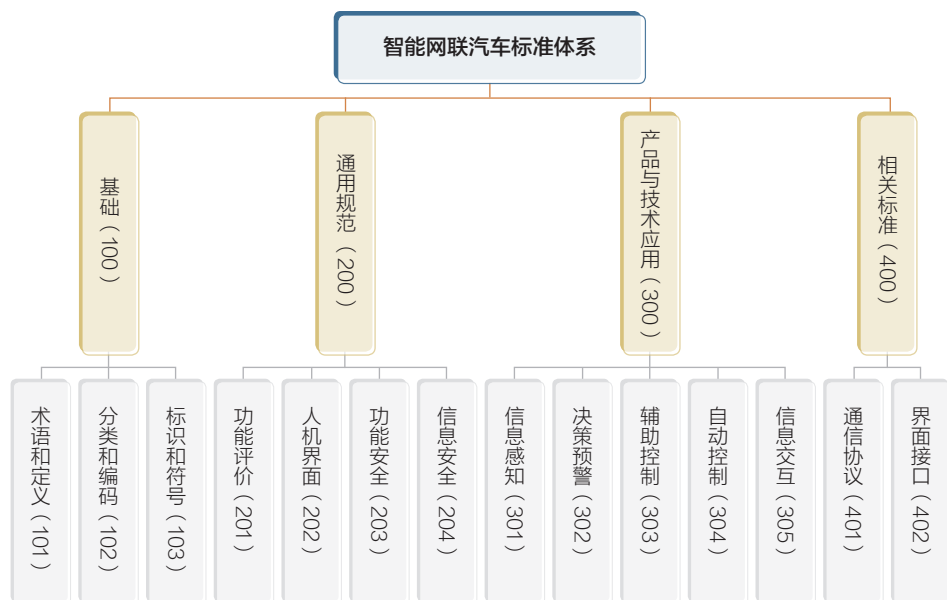 智能网联汽车标准体系
基础（100）
通用规范（200）
产品与技术应用（300）
相关标准（400）
术语和定义（101）
分类和编码（102）
标识和符号（103）
功能评价（201）
人机界面（202）
功能安全（203）
信息安全（204）
信息感知（301）
决策预警（302）
辅助控制（303）
自动控制（304）
信息交互（305）
通信协议（401）
界面接口（402）